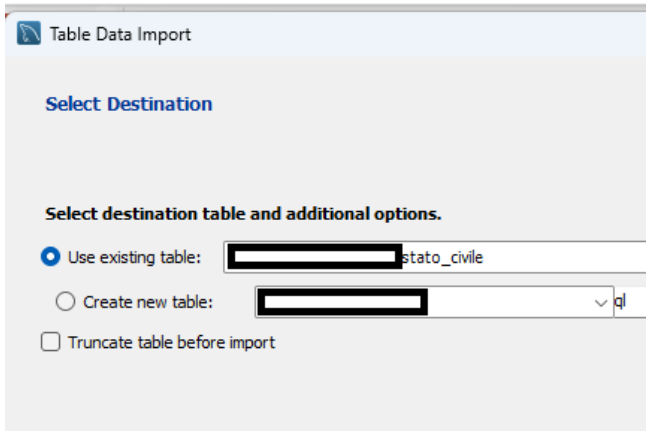 Table Data Import
Select Destination
Select destination table and additional options.
Use existing table: stato_civile
Create new table: ql
Truncate table before import